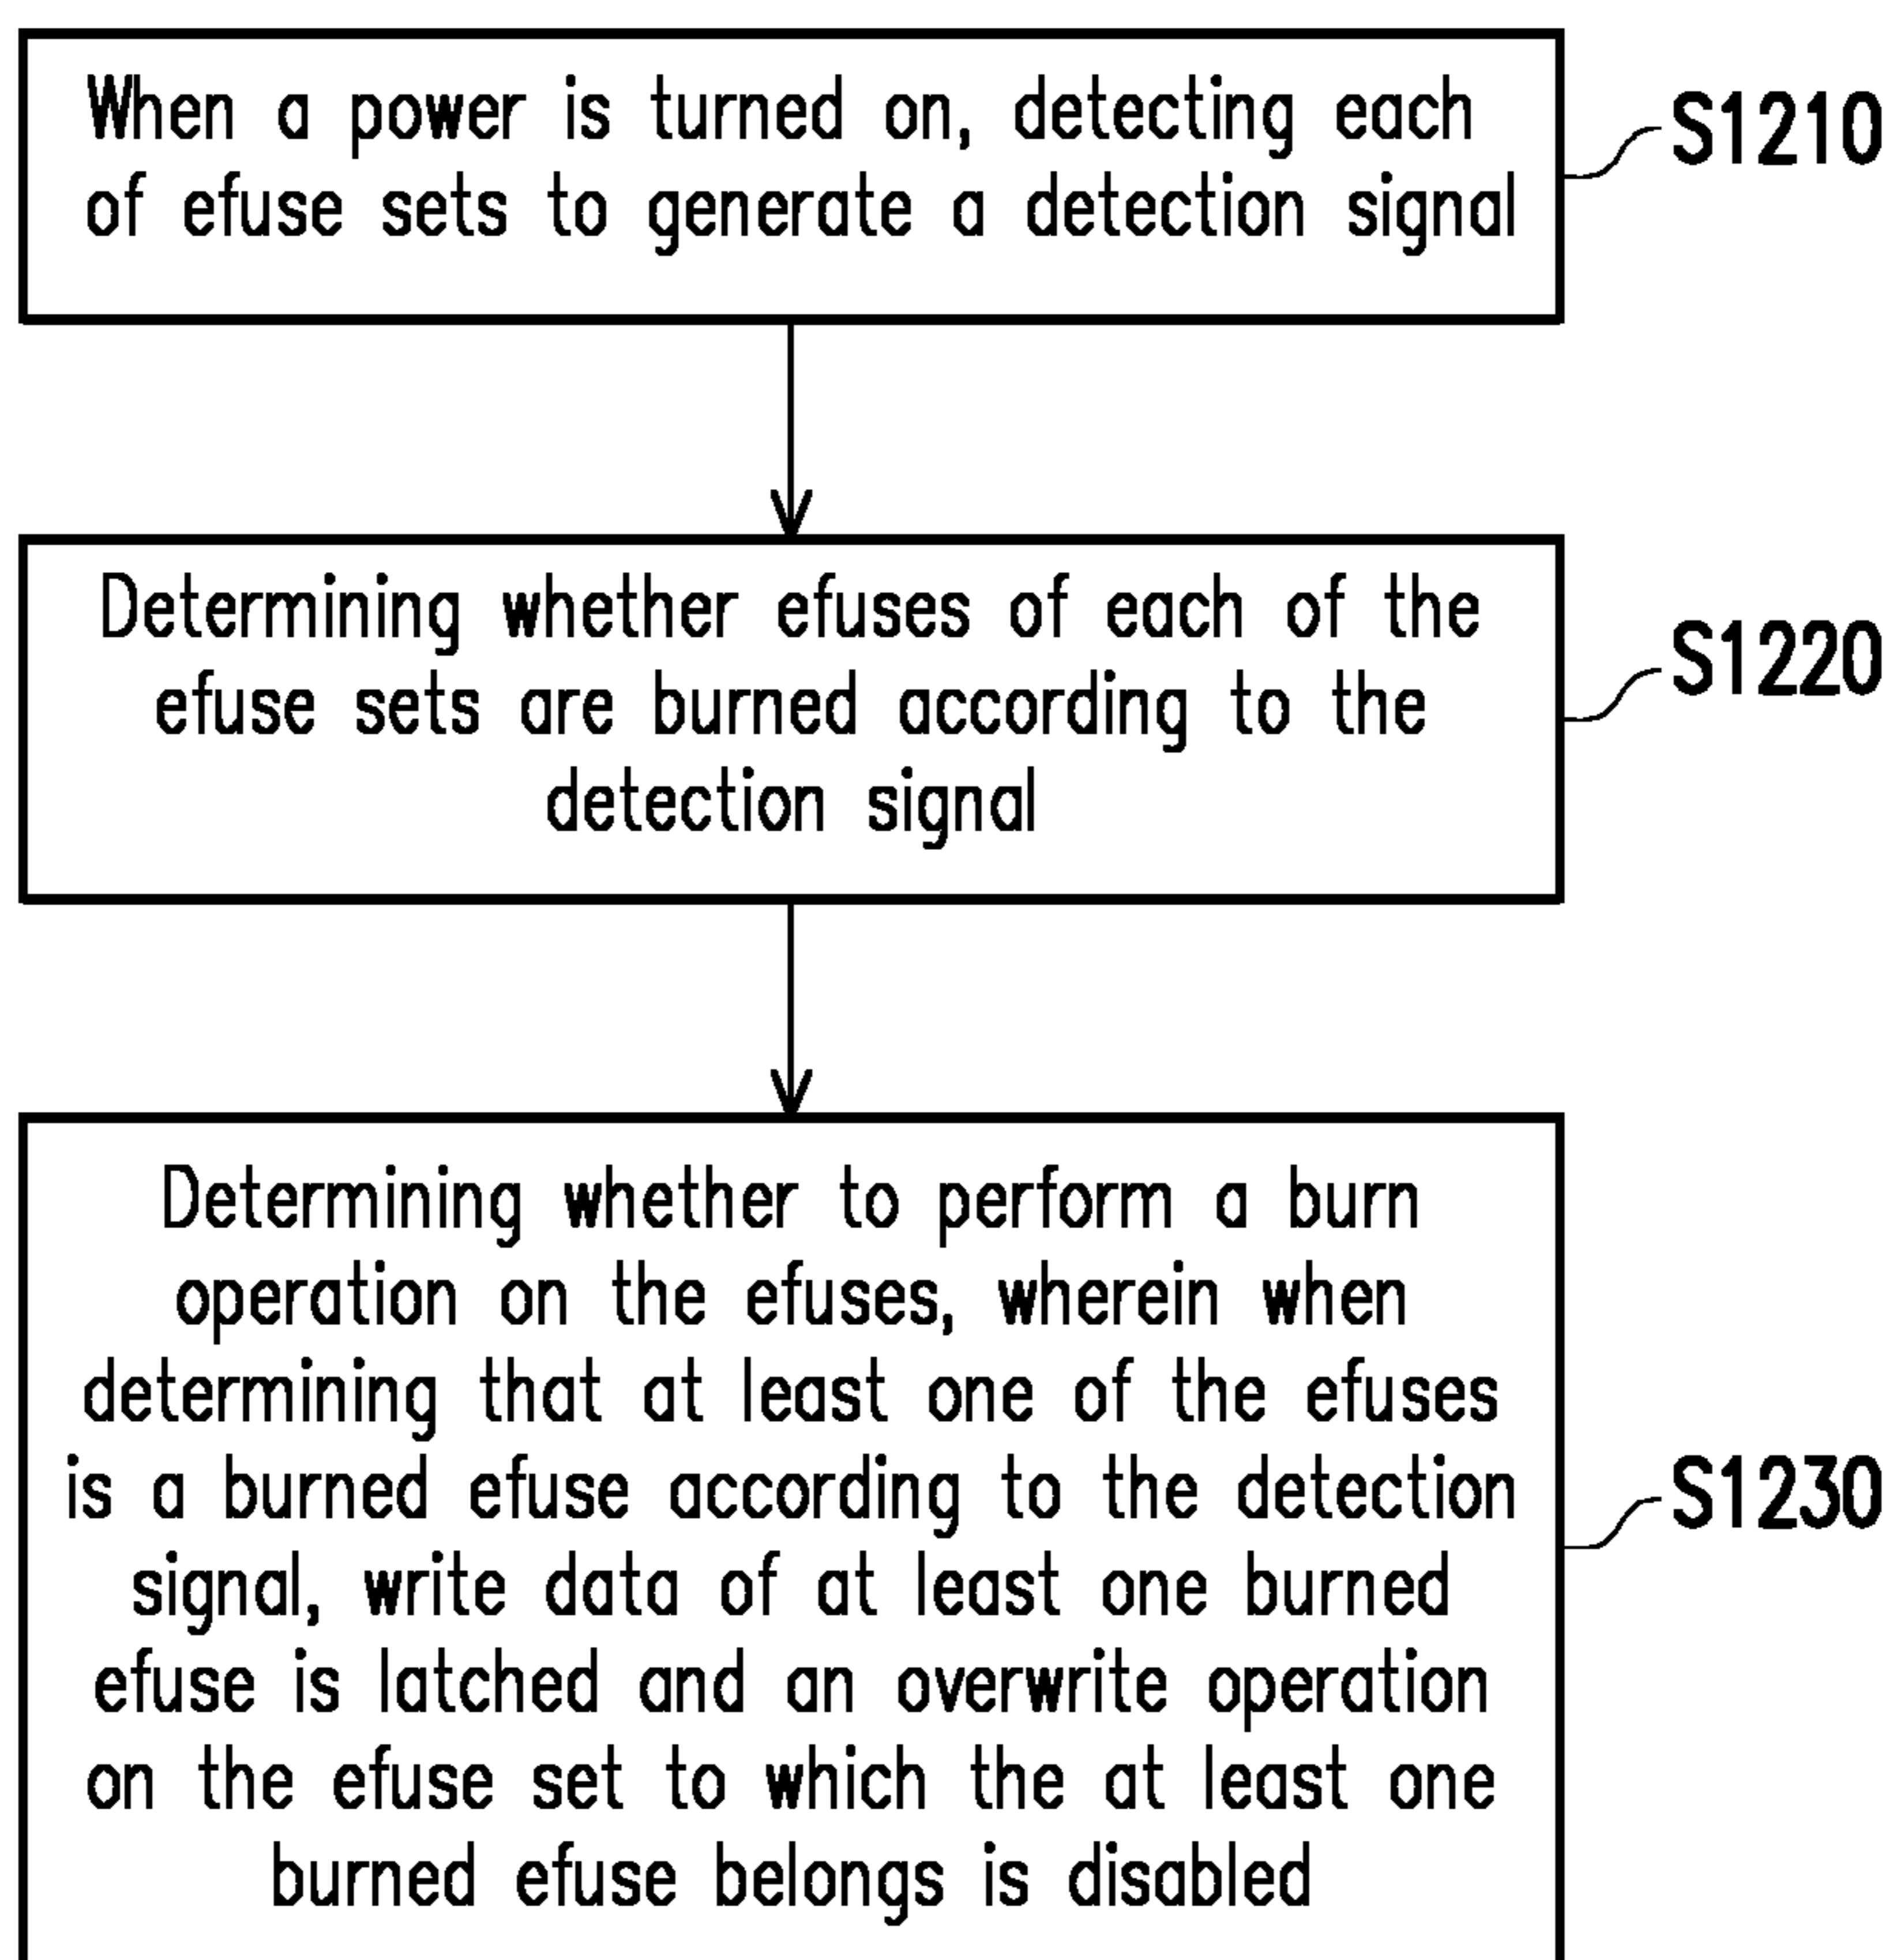 When a power is turned on, detecting each
of efuse sets to generate a detection signal
S1210
Determining whether efuses of each of the
efuse sets are burned according to the
detection signal
S1220
Determining whether to perform a burn
operation on the efuses, wherein when
determining that at least one of the efuses
is a burned efuse according to the detection
signal, write data of at least one burned
efuse is latched and an overwrite operation
on the efuse set to which the at least one
burned efuse belongs is disabled
S1230